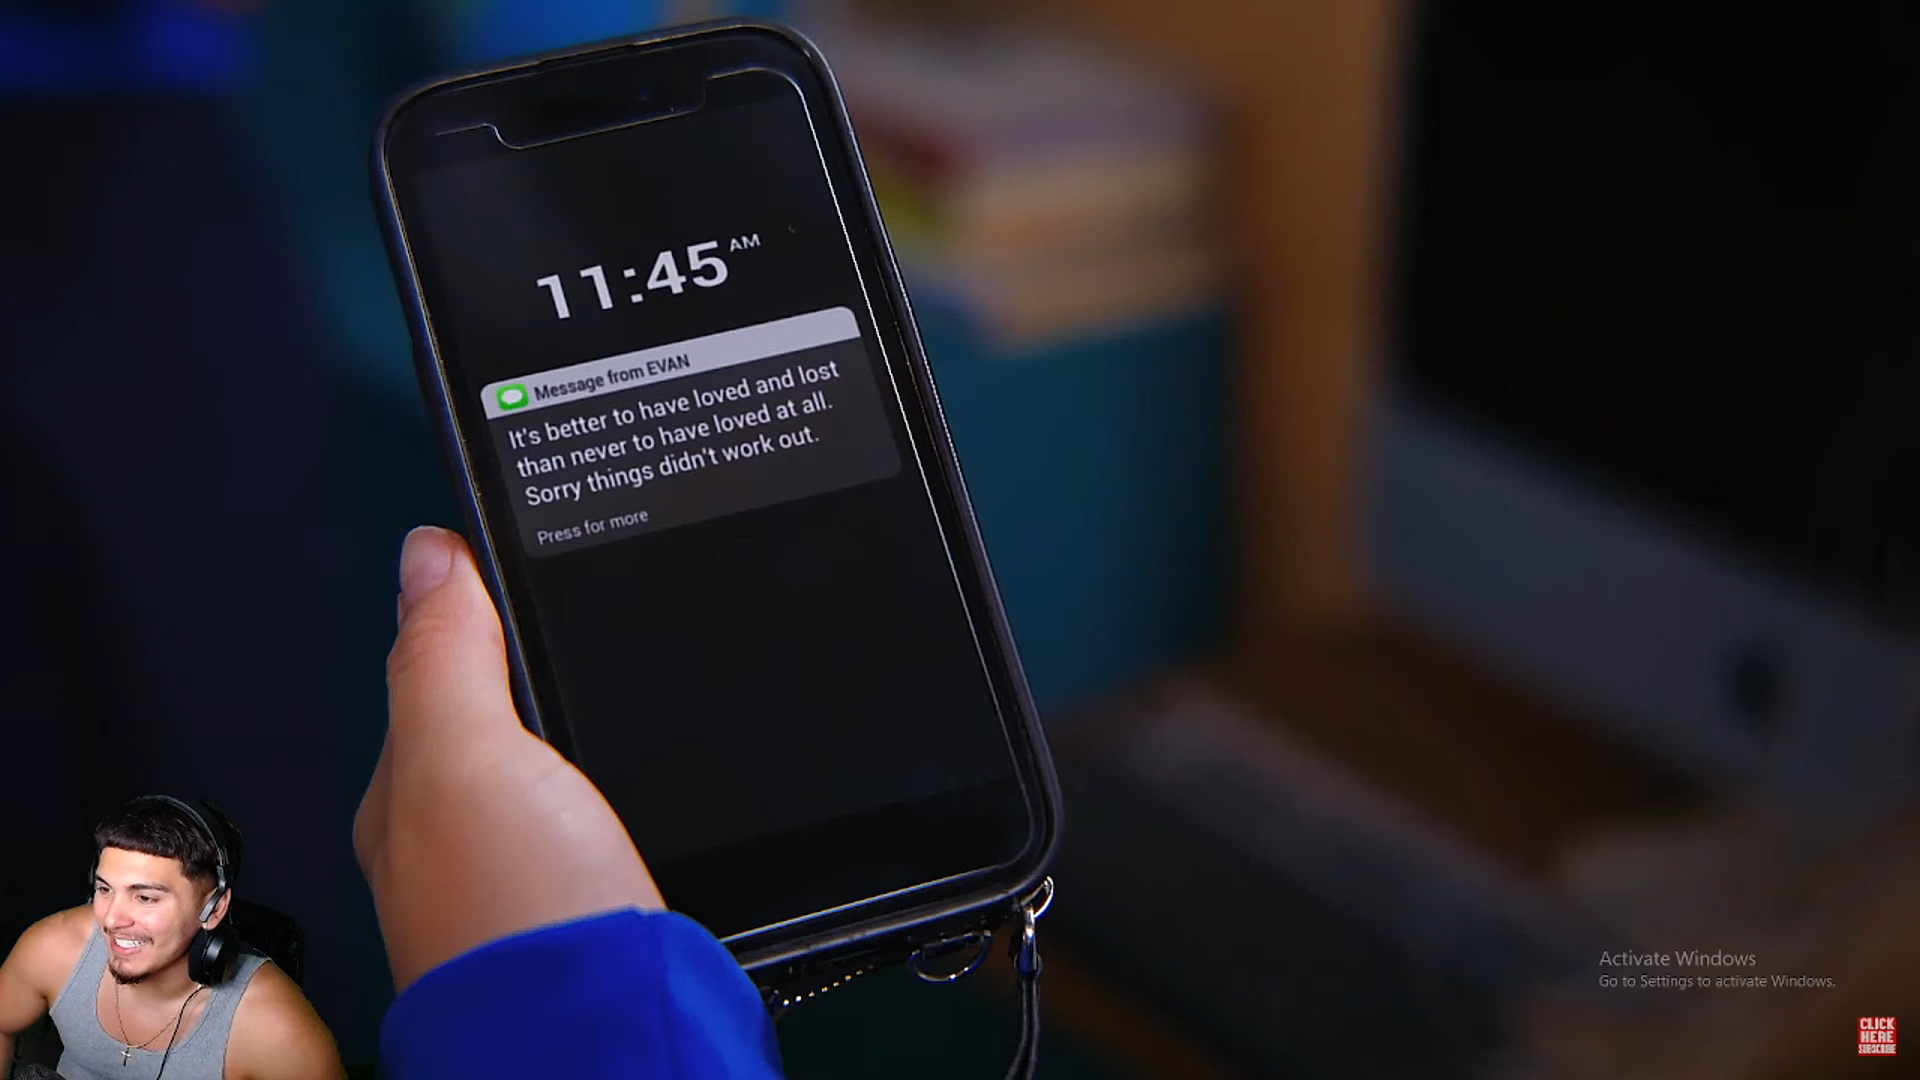 11:45 AM
Message from EVAN
It's better to have loved and lost
than never to have loved at all.
Sorry things didn't work out.
Press for more
Activate Windows
Go to Settings to activate Windows.
CLICK
HERE
SUBSCRIBE